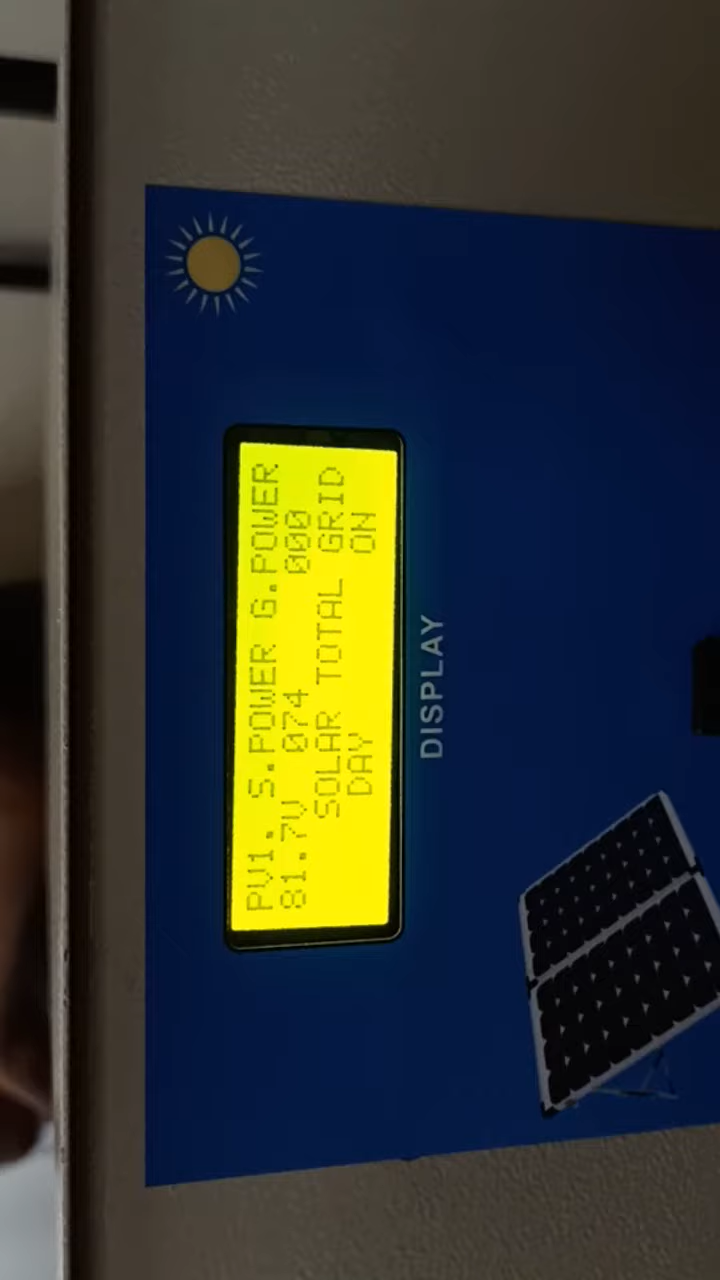 PV1. S.POWER G.POWER
81.7V 074 000
SOLAR TOTAL GRID
DAY ON
DISPLAY